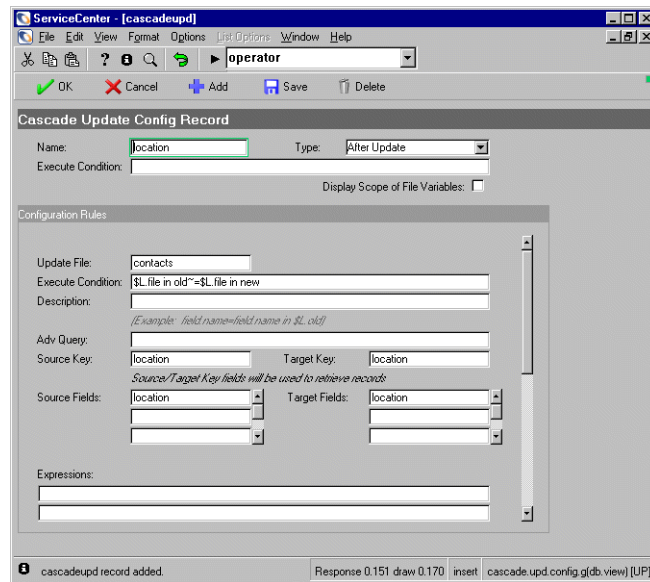 ServiceCenter - [cascadeupd]
File Edit View Format Options List Options Window Help
? operator
OK Cancel Add Save Delete
Cascade Update Config Record
Name: location Type: After Update
Execute Condition:
Display Scope of File Variables:
Configuration Rules
Update File: contacts
Execute Condition: $L.file in old~=$L.file in new
Description:
(Example: field.name=field.name in $L.old)
Adv Query:
Source Key: location Target Key: location
Source/Target Key fields will be used to retrieve records
Source Fields: location Target Fields: location
Expressions:
cascadeupd record added. Response 0.151 draw 0.170 insert cascade.upd.config.g(db.view) [UP]